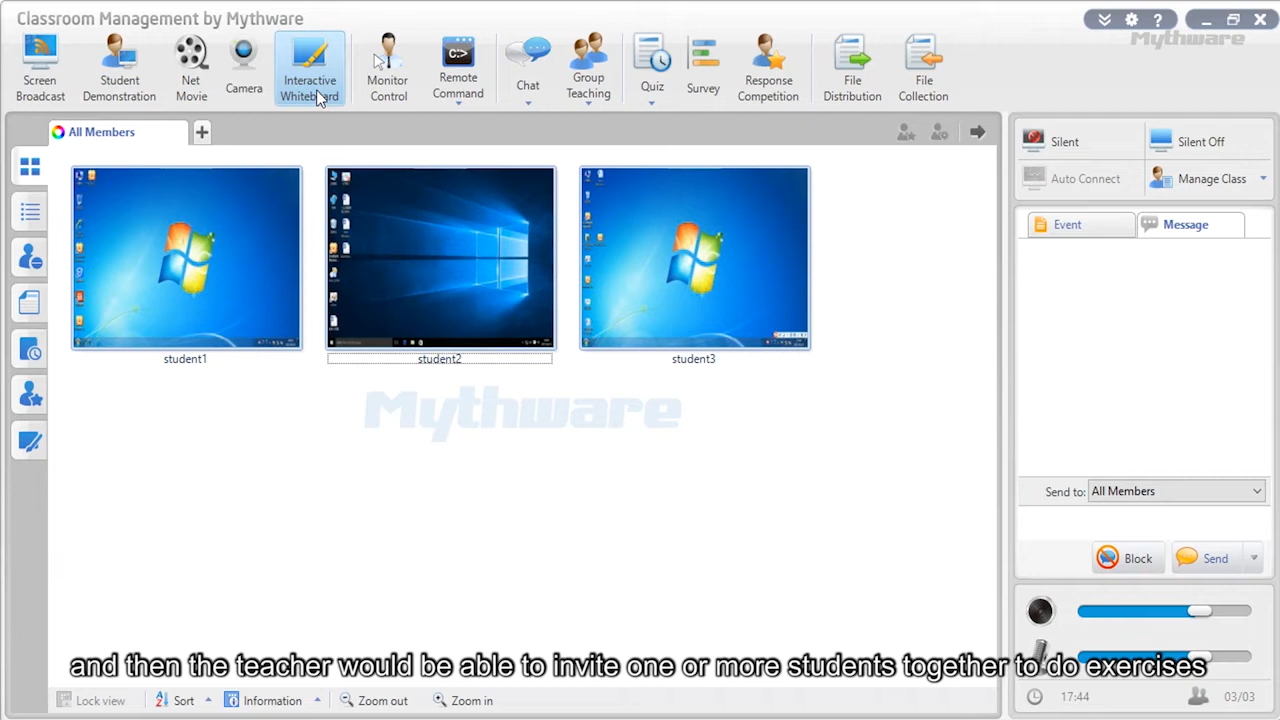 Classroom Management by Mythware
Mythware
Screen Broadcast
Student Demonstration
Net Movie
Camera
Interactive Whiteboard
Monitor Control
Remote Command
Chat
Group Teaching
Quiz
Survey
Response Competition
File Distribution
File Collection
All Members
Silent
Silent Off
Auto Connect
Manage Class
Event
Message
student1
student2
student3
Mythware
Send to: All Members
Block
Send
and then the teacher would be able to invite one or more students together to do exercises
Lock view
Sort
Information
Zoom out
Zoom in
17:44
03/03